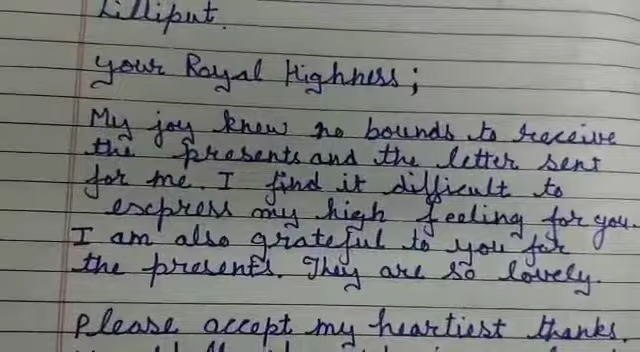 Lilliput.
your Royal Highness;
My joy knew no bounds to receive
the presents and the letter sent
for me. I find it difficult to
express my high feeling for you.
I am also grateful to you for
the presents. They are so lovely.
please accept my heartiest thanks.